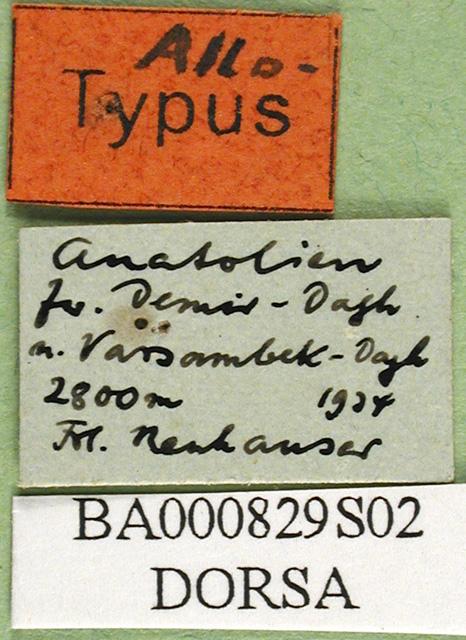 Allo-
Typus
Anatolien
zw. Demir-Dagh
u. Varsambek-Dagh
2800m 1934
Frl. Neuhauser
BA000829S02
DORSA